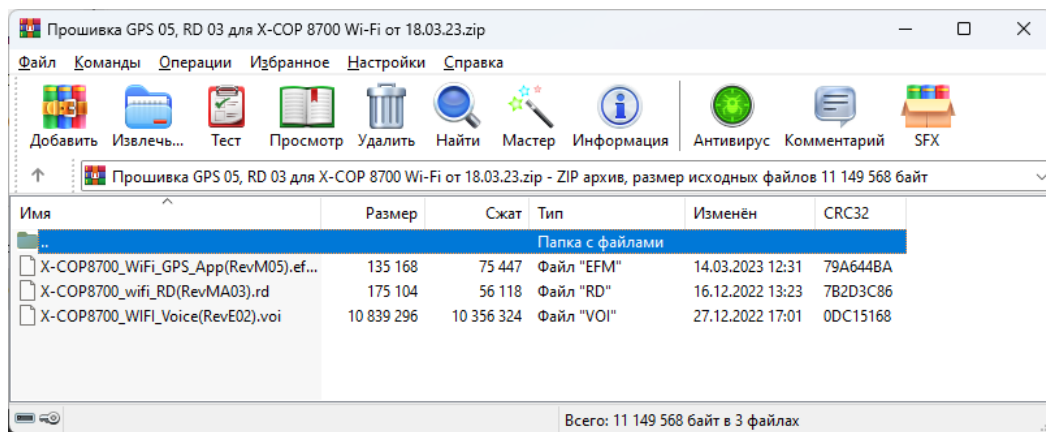 Прошивка GPS 05, RD 03 для X-COP 8700 Wi-Fi от 18.03.23.zip
Файл Команды Операции Избранное Настройки Справка
Добавить Извлечь... Тест Просмотр Удалить Найти Мастер Информация Антивирус Комментарий SFX
Прошивка GPS 05, RD 03 для X-COP 8700 Wi-Fi от 18.03.23.zip - ZIP архив, размер исходных файлов 11 149 568 байт
Имя Размер Сжат Тип Изменён CRC32
.. Папка с файлами
X-COP8700_WiFi_GPS_App(RevM05).ef... 135 168 75 447 Файл "EFM" 14.03.2023 12:31 79A644BA
X-COP8700_wifi_RD(RevMA03).rd 175 104 56 118 Файл "RD" 16.12.2022 13:23 7B2D3C86
X-COP8700_WIFI_Voice(RevE02).voi 10 839 296 10 356 324 Файл "VOI" 27.12.2022 17:01 0DC15168
Всего: 11 149 568 байт в 3 файлах